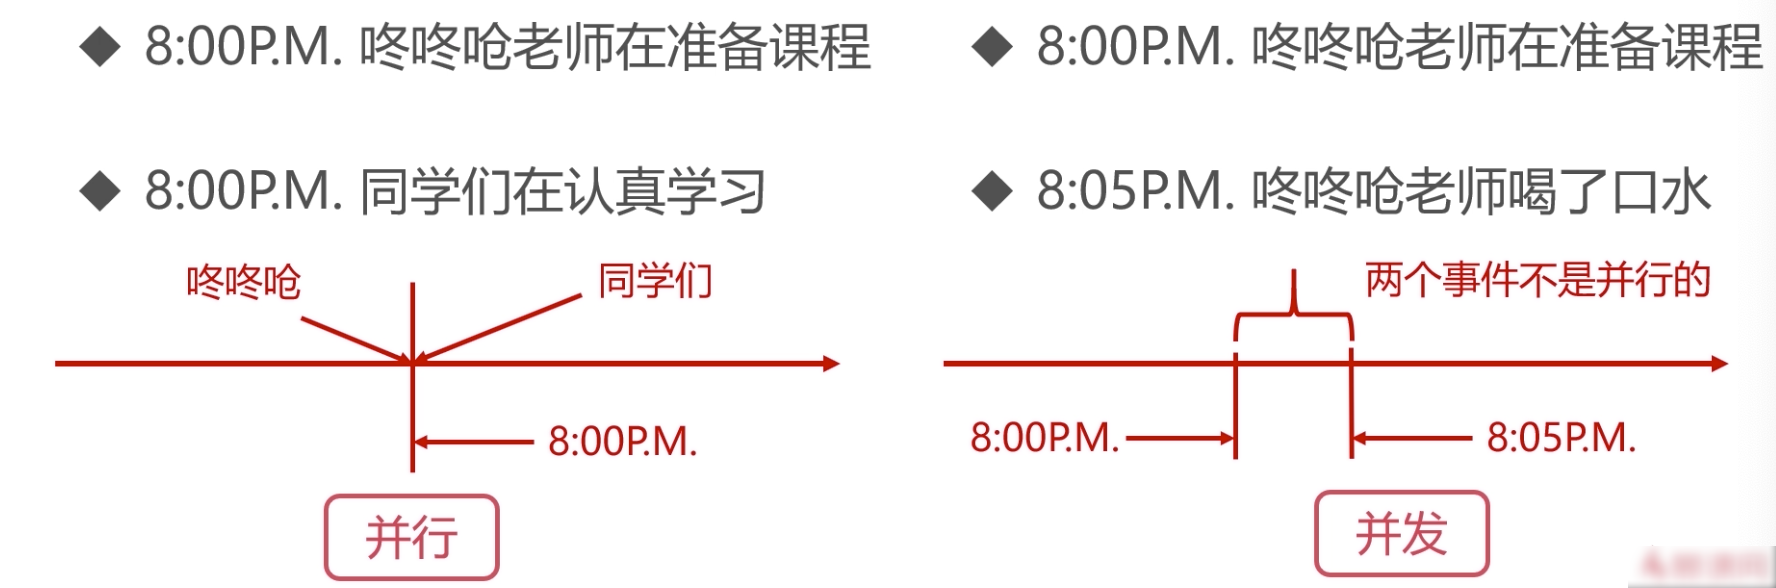 8:00P.M. 咚咚呛老师在准备课程
8:00P.M. 同学们在认真学习
咚咚呛
同学们
8:00P.M.
并行
8:00P.M. 咚咚呛老师在准备课程
8:05P.M. 咚咚呛老师喝了口水
两个事件不是并行的
8:00P.M.
8:05P.M.
并发